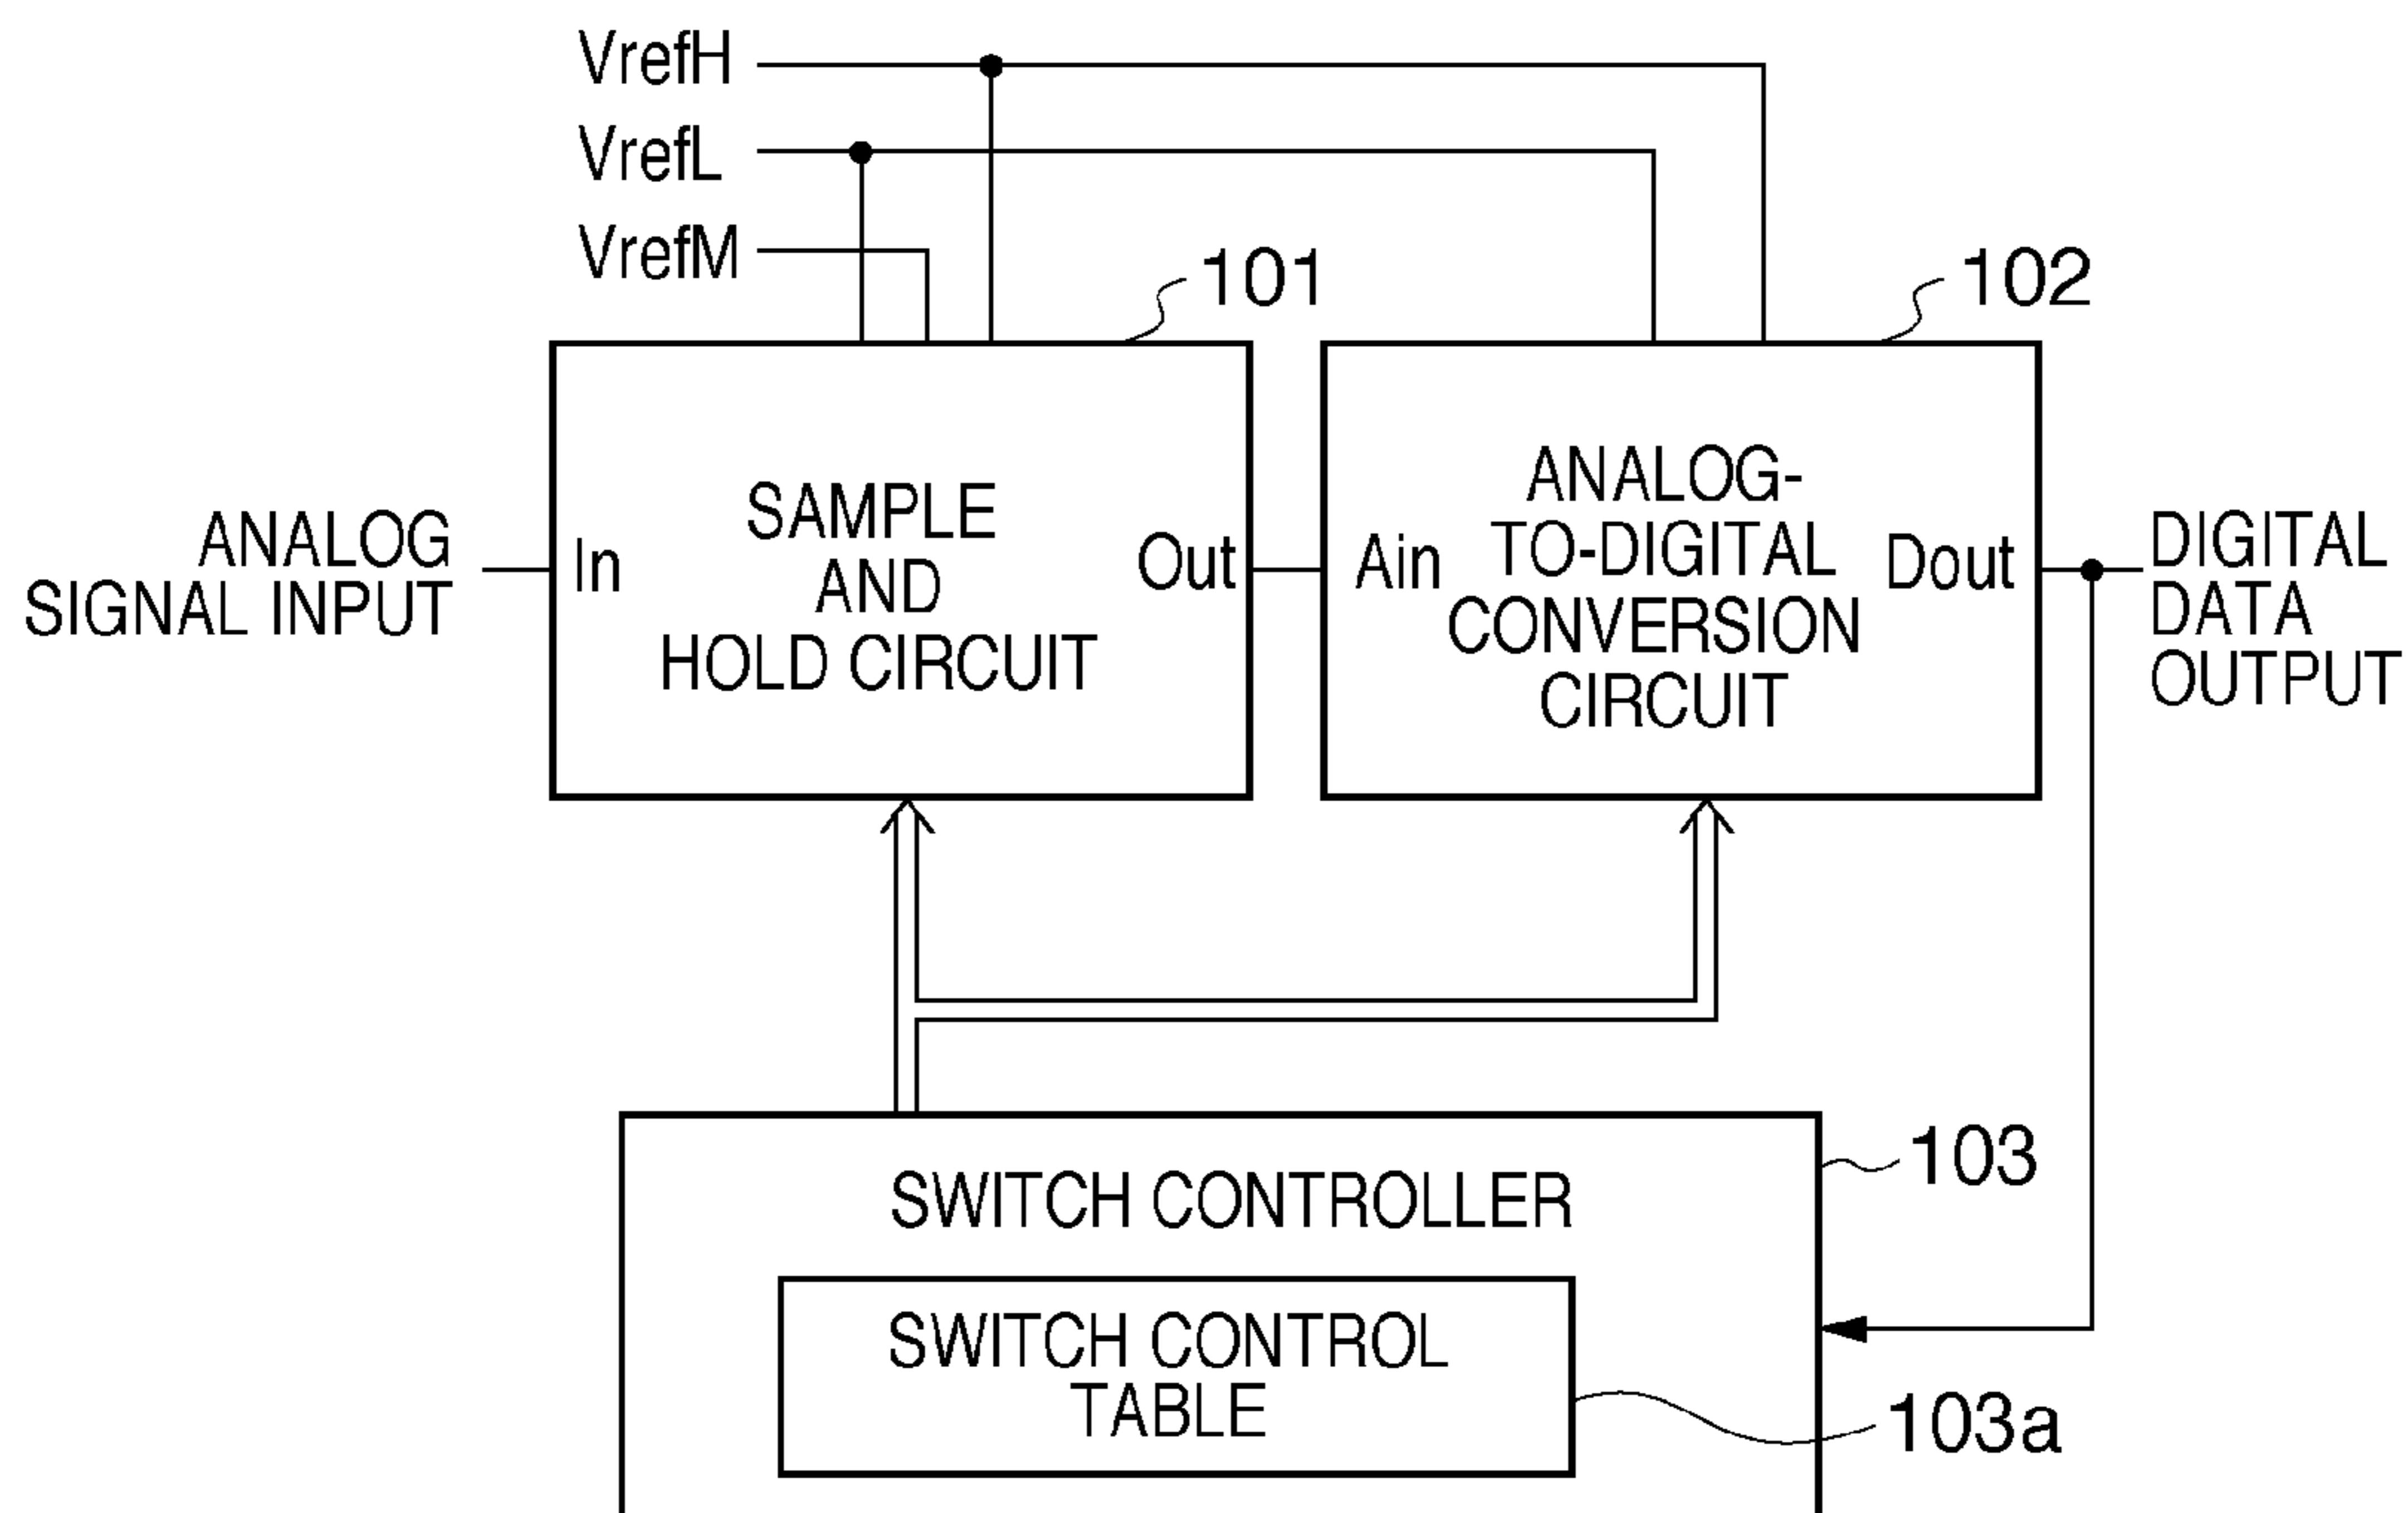 VrefH
VrefL
VrefM
101
102
ANALOG
SIGNAL INPUT
In
SAMPLE
AND
HOLD CIRCUIT
Out
Ain
ANALOG-
TO-DIGITAL
CONVERSION
CIRCUIT
Dout
DIGITAL
DATA
OUTPUT
103
SWITCH CONTROLLER
SWITCH CONTROL
TABLE
103a